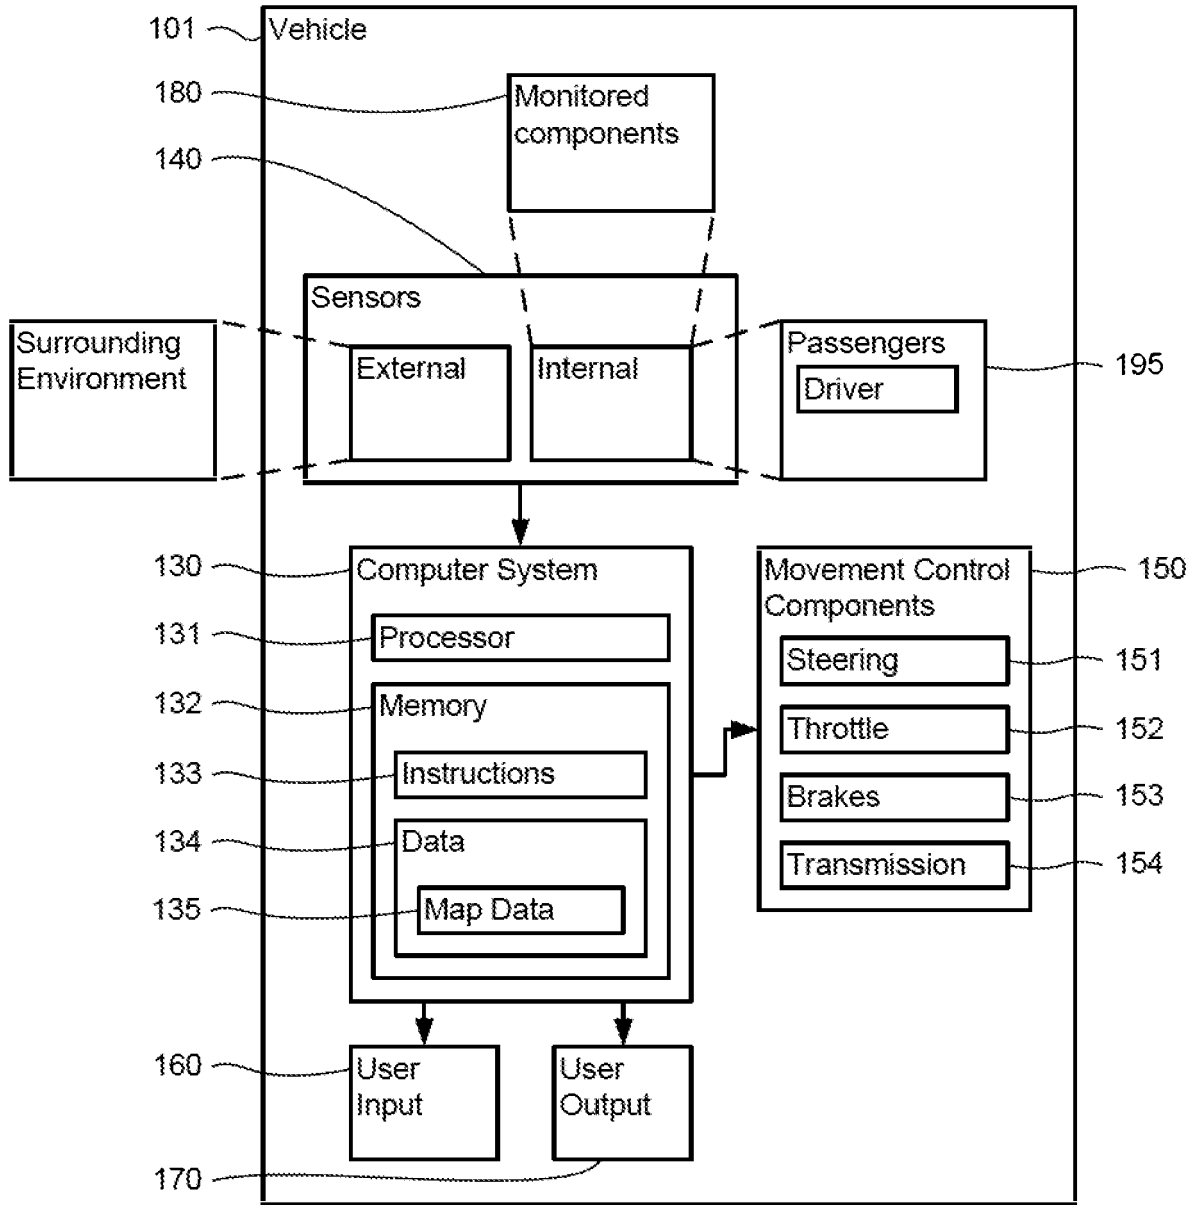 101
Vehicle
180
Monitored
components
140
Sensors
Surrounding
Environment
External
Internal
Passengers
Driver
195
130
Computer System
131
Processor
132
Memory
133
Instructions
134
Data
135
Map Data
Movement Control
Components
150
Steering
151
Throttle
152
Brakes
153
Transmission
154
160
User
Input
User
Output
170